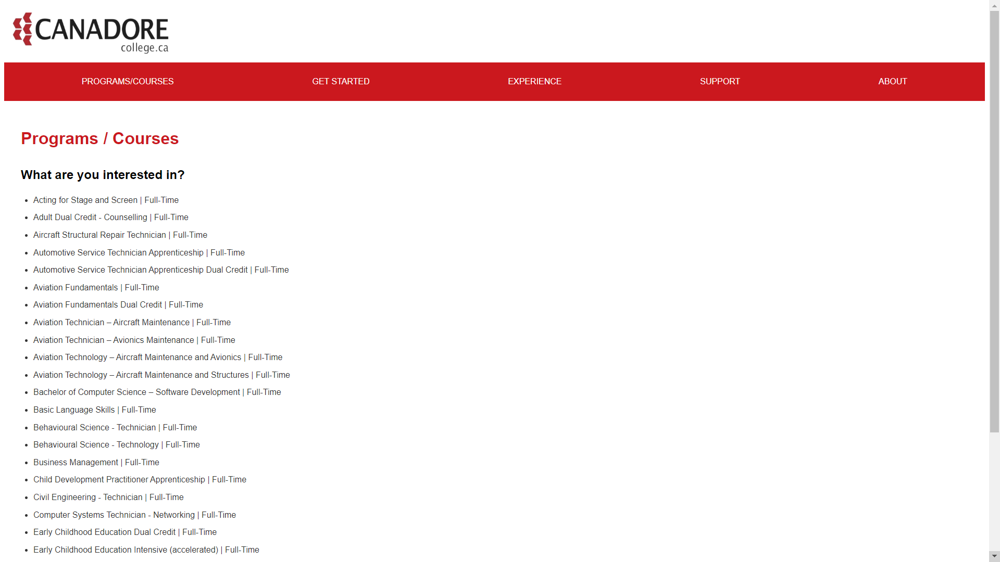 CANADORE
college.ca
PROGRAMS/COURSES GET STARTED EXPERIENCE SUPPORT ABOUT
Programs / Courses
What are you interested in?
• Acting for Stage and Screen | Full-Time
• Adult Dual Credit - Counselling | Full-Time
• Aircraft Structural Repair Technician | Full-Time
• Automotive Service Technician Apprenticeship | Full-Time
• Automotive Service Technician Apprenticeship Dual Credit | Full-Time
• Aviation Fundamentals | Full-Time
• Aviation Fundamentals Dual Credit | Full-Time
• Aviation Technician – Aircraft Maintenance | Full-Time
• Aviation Technician – Avionics Maintenance | Full-Time
• Aviation Technology – Aircraft Maintenance and Avionics | Full-Time
• Aviation Technology – Aircraft Maintenance and Structures | Full-Time
• Bachelor of Computer Science – Software Development | Full-Time
• Basic Language Skills | Full-Time
• Behavioural Science - Technician | Full-Time
• Behavioural Science - Technology | Full-Time
• Business Management | Full-Time
• Child Development Practitioner Apprenticeship | Full-Time
• Civil Engineering - Technician | Full-Time
• Computer Systems Technician - Networking | Full-Time
• Early Childhood Education Dual Credit | Full-Time
• Early Childhood Education Intensive (accelerated) | Full-Time